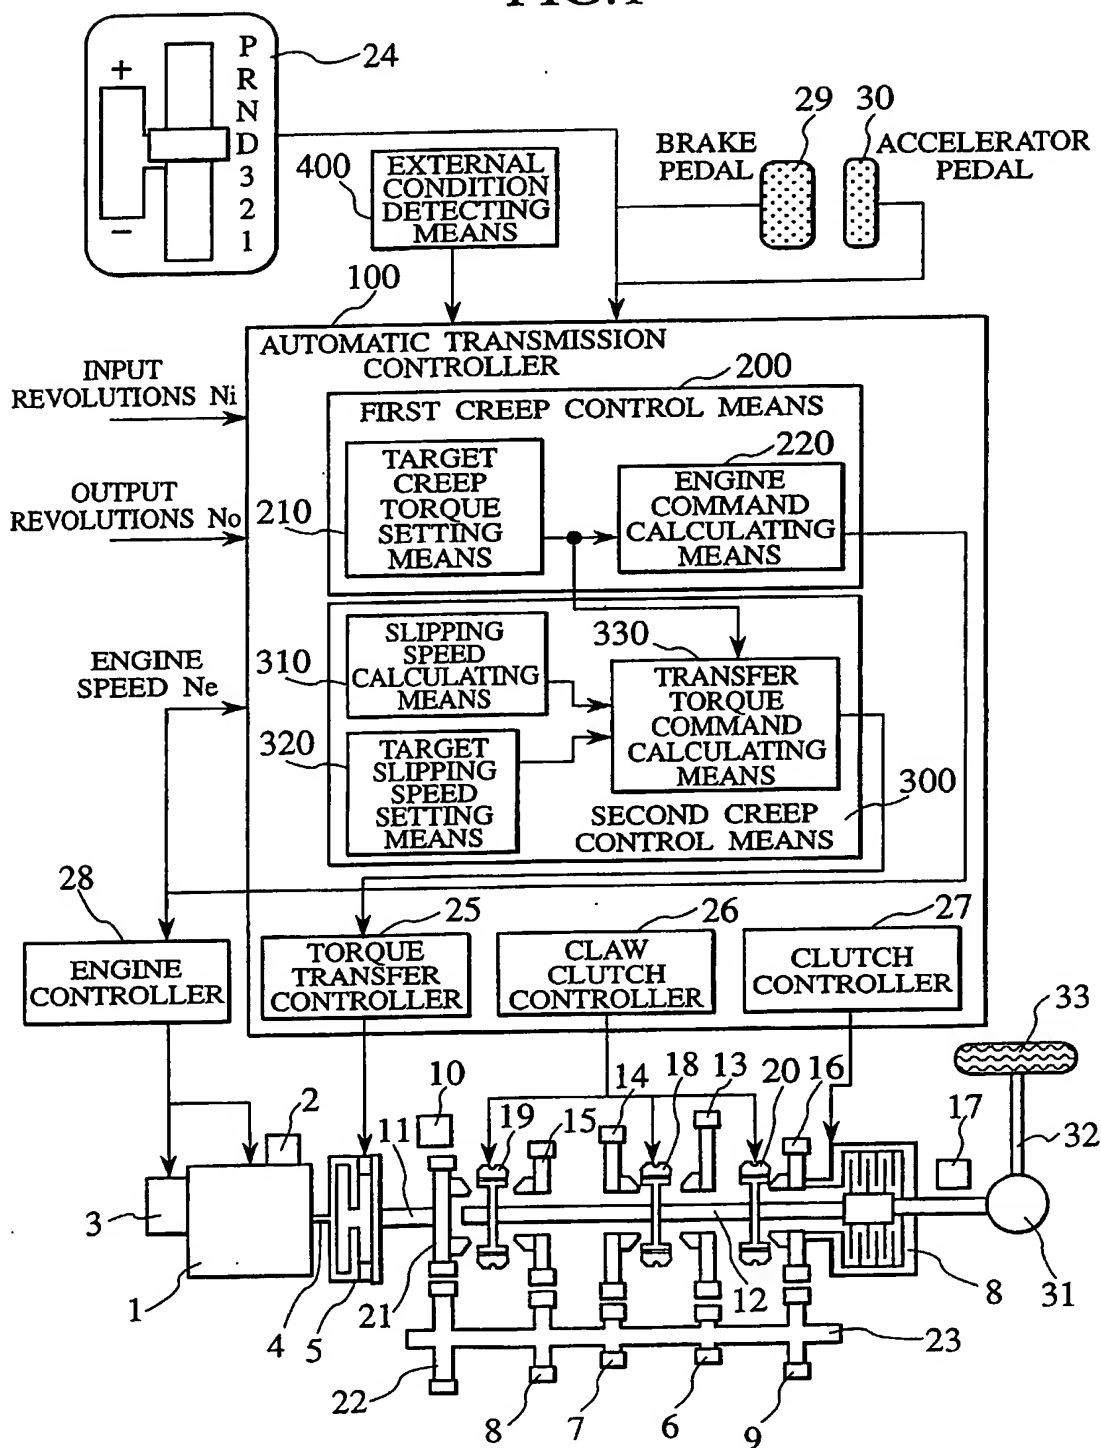 FIG.1
P
R
N
D
3
2
1
+
−
24
400
EXTERNAL
CONDITION
DETECTING
MEANS
29
30
BRAKE
PEDAL
ACCELERATOR
PEDAL
100
AUTOMATIC TRANSMISSION
CONTROLLER
INPUT
REVOLUTIONS Ni
OUTPUT
REVOLUTIONS No
ENGINE
SPEED Ne
200
FIRST CREEP CONTROL MEANS
210
TARGET
CREEP
TORQUE
SETTING
MEANS
220
ENGINE
COMMAND
CALCULATING
MEANS
310
SLIPPING
SPEED
CALCULATING
MEANS
320
TARGET
SLIPPING
SPEED
SETTING
MEANS
330
TRANSFER
TORQUE
COMMAND
CALCULATING
MEANS
300
SECOND CREEP
CONTROL MEANS
28
ENGINE
CONTROLLER
25
TORQUE
TRANSFER
CONTROLLER
26
CLAW
CLUTCH
CONTROLLER
27
CLUTCH
CONTROLLER
33
2
10
11
19
15
14
18
13
20
16
17
32
3
1
4
5
21
12
8
31
22
8
7
6
9
23